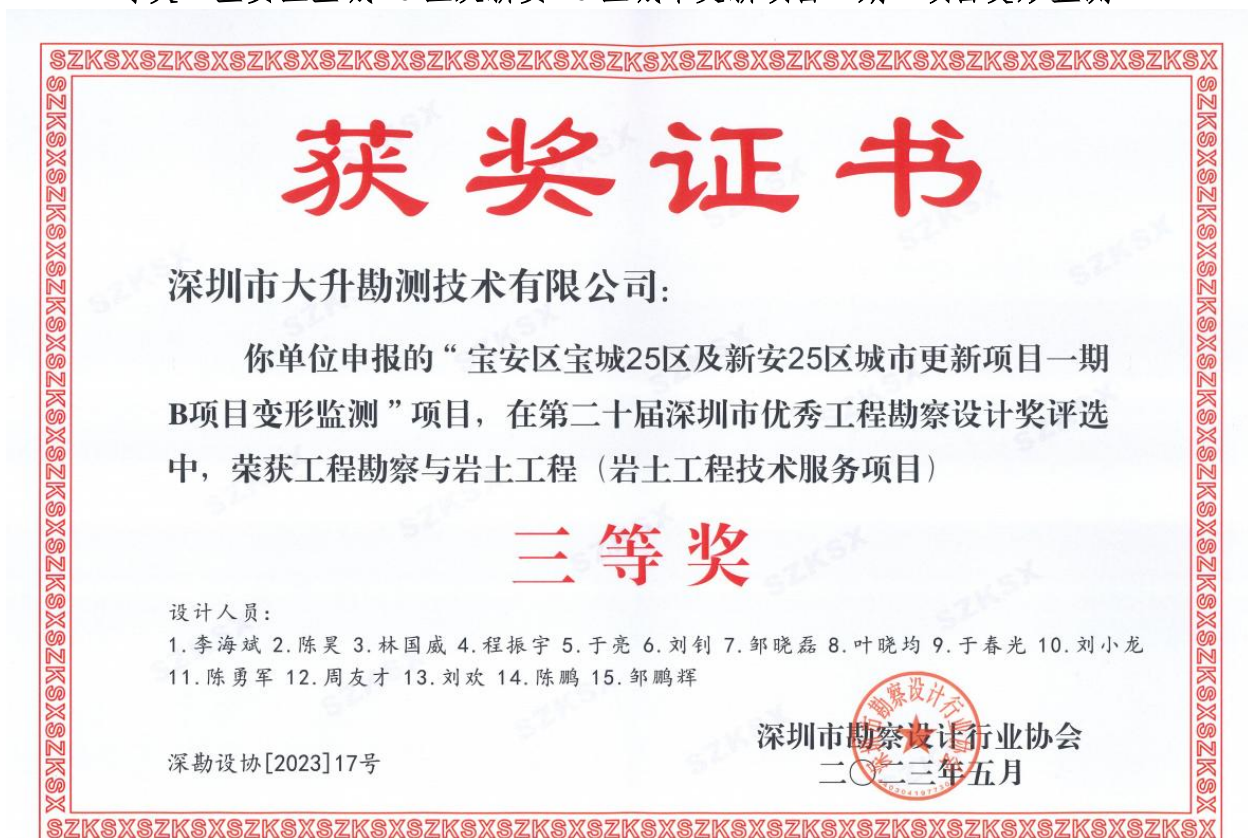 SZKSXSZKSXSZKSXSZKSXSZKSXSZKSXSZKSXSZKSXSZKSXSZKSXSZKSX
获奖证书
深圳市大升勘测技术有限公司:
你单位申报的“宝安区宝城25区及新安25区城市更新项目一期
B项目变形监测”项目，在第二十届深圳市优秀工程勘察设计奖评选
中，荣获工程勘察与岩土工程（岩土工程技术服务项目）
三等奖
设计人员:
1.李海斌 2.陈昊 3.林国威 4.程振宇 5.于亮 6.刘钊 7.邹晓磊 8.叶晓均 9.于春光 10.刘小龙
11.陈勇军 12.周友才 13.刘欢 14.陈鹏 15.邹鹏辉
深圳市勘察设计行业协会
二〇二三年五月
深勘设协[2023]17号
SZKSXSZKSXSZKSXSZKSXSZKSXSZKSXSZKSXSZKSXSZKSXSZKSXSZKSX